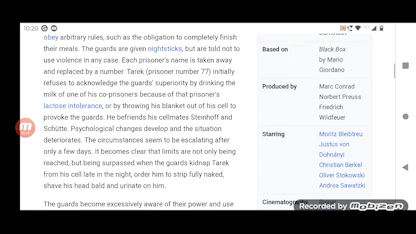 10:20
obey arbitrary rules, such as the obligation to completely finish
their meals. The guards are given nightsticks, but are told not to
use violence in any case. Each prisoner's name is taken away
and replaced by a number. Tarek (prisoner number 77) initially
refuses to acknowledge the guards' superiority by drinking the
milk of one of his co-prisoners because of that prisoner's
lactose intolerance, or by throwing his blanket out of his cell to
provoke the guards. He befriends his cellmates Steinhoff and
Schütte. Psychological changes develop and the situation
deteriorates. The circumstances seem to be escalating after
only a few days. It becomes clear that limits are not only being
reached, but being surpassed when the guards kidnap Tarek
from his cell late in the night, order him to strip fully naked,
shave his head bald and urinate on him.
The guards become excessively aware of their power and use
Based on
Black Box
by Mario
Giordano
Produced by
Marc Conrad
Norbert Preuss
Friedrich
Wildfeuer
Starring
Moritz Bleibtreu
Justus von
Dohnányi
Christian Berkel
Oliver Stokowski
Andrea Sawatzki
Cinematography
Recorded by mobizen